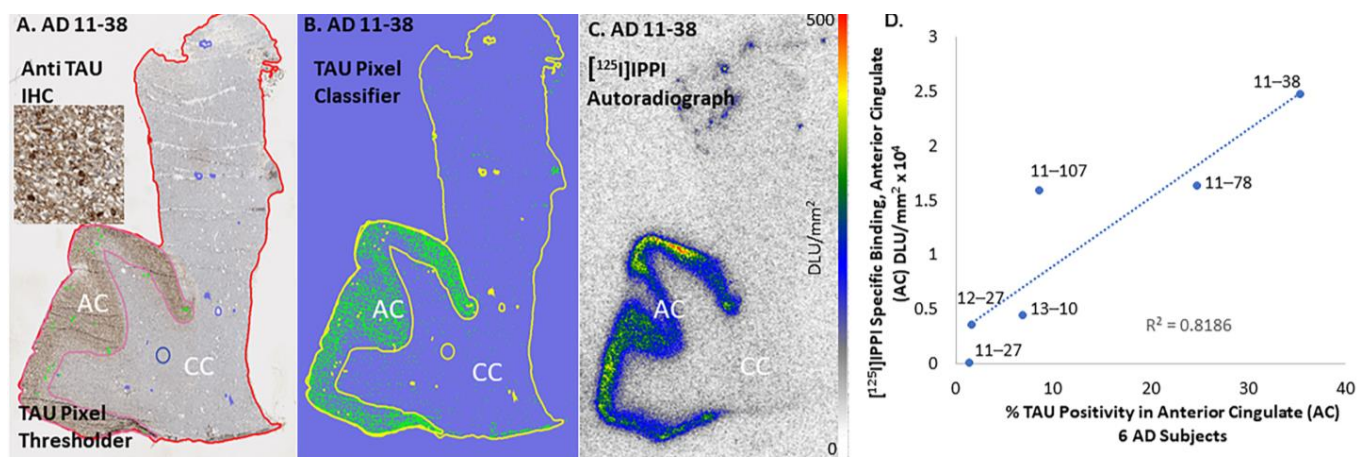 A. AD 11-38
Anti TAU
IHC
AC
CC
TAU Pixel
Thresholder
B. AD 11-38
TAU Pixel
Classifier
AC
CC
C. AD 11-38
[¹²⁵I]IPPI
Autoradiograph
AC
CC
500
DLU/mm²
0
D.
[¹²⁵I]IPPI Specific Binding, Anterior Cingulate
(AC) DLU/mm² x 10⁴
3
2.5
2
1.5
1
0.5
0
11–38
11–107
11–78
12–27
13–10
11–27
R² = 0.8186
0 10 20 30 40
% TAU Positivity in Anterior Cingulate (AC)
6 AD Subjects